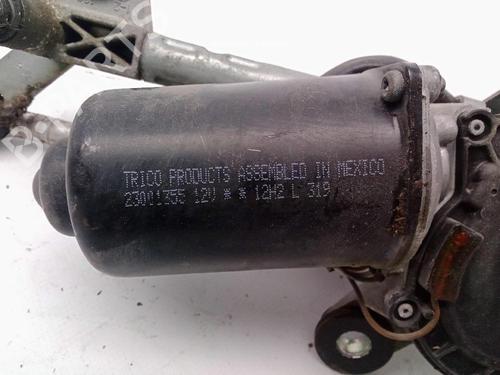 TRICO PRODUCTS ASSEMBLED IN MEXICO
23001355 12V * * 12H2 L 319